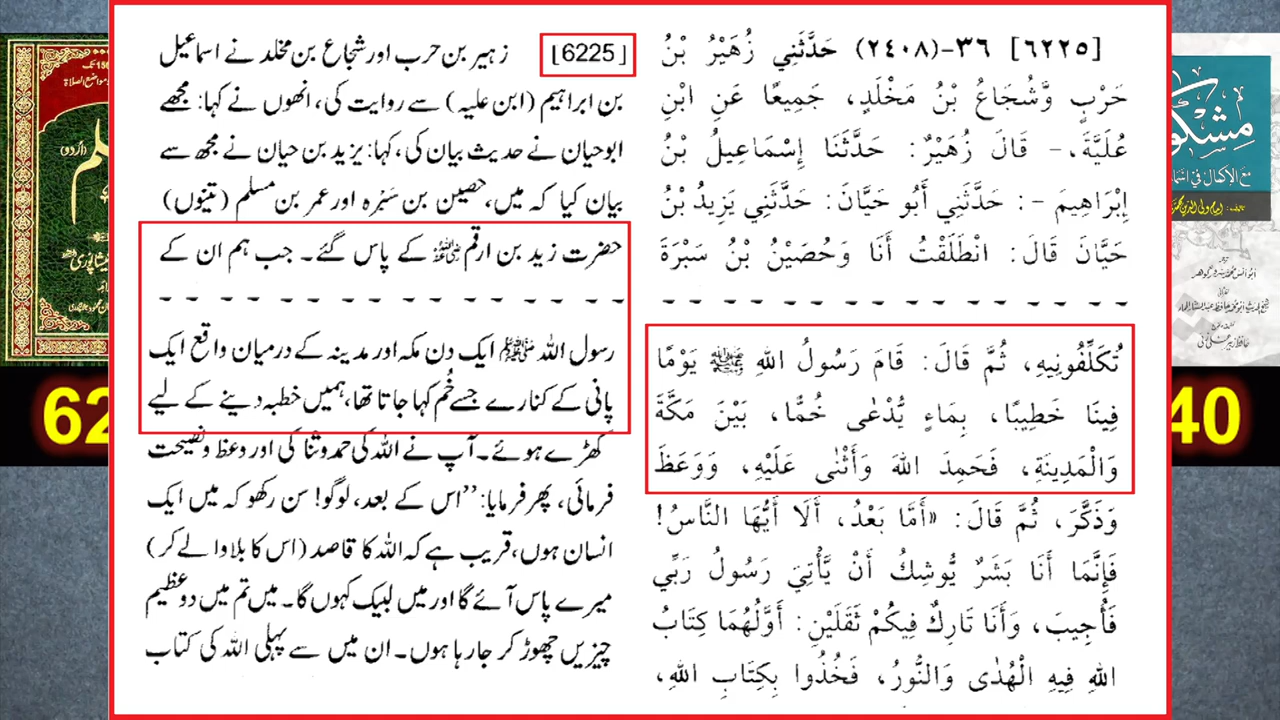 [6225] زہیر بن حرب اور شجاع بن مخلد نے اسماعیل
بن ابراہیم (ابن علیہ) سے روایت کی، انھوں نے کہا: مجھے
ابوحیان نے حدیث بیان کی، کہا: یزید بن حیان نے مجھ سے
بیان کیا کہ میں، حصین بن سبرہ اور عمر بن مسلم (تینوں)
حضرت زید بن ارقم رضی اللہ عنہ کے پاس گئے۔ جب ہم ان کے
رسول اللہ ﷺ ایک دن مکہ اور مدینہ کے درمیان واقع ایک
پانی کے کنارے جسے خُم کہا جاتا تھا، ہمیں خطبہ دینے کے لیے
کھڑے ہوئے۔ آپ نے اللہ کی حمد و ثنا کی اور وعظ و نصیحت
فرمائی، پھر فرمایا: ’’اس کے بعد، لوگو! سن رکھو کہ میں ایک
انسان ہوں، قریب ہے کہ اللہ کا قاصد (اس کا بلاوا لے کر)
میرے پاس آئے گا اور میں لبیک کہوں گا۔ میں تم میں دو عظیم
چیزیں چھوڑ کر جا رہا ہوں۔ ان میں سے پہلی اللہ کی کتاب
[٦٢٢٥] ٣٦-(٢٤٠٨) حَدَّثَنِي زُهَيْرُ بْنُ
حَرْبٍ وَّشُجَاعُ بْنُ مَخْلَدٍ، جَمِيعًا عَنِ ابْنِ
عُلَيَّةَ، - قَالَ زُهَيْرٌ: حَدَّثَنَا إِسْمَاعِيلُ بْنُ
إِبْرَاهِيمَ -: حَدَّثَنِي أَبُو حَيَّانَ: حَدَّثَنِي يَزِيدُ بْنُ
حَيَّانَ قَالَ: انْطَلَقْتُ أَنَا وَحُصَيْنُ بْنُ سَبْرَةَ
تُكَلِّفُونِيهِ، ثُمَّ قَالَ: قَامَ رَسُولُ اللهِ ﷺ يَوْمًا
فِينَا خَطِيبًا، بِمَاءٍ يُّدْعٰى خُمًّا، بَيْنَ مَكَّةَ
وَالْمَدِينَةِ، فَحَمِدَ اللهَ وَأَثْنٰى عَلَيْهِ، وَوَعَظَ
وَذَكَّرَ، ثُمَّ قَالَ: «أَمَّا بَعْدُ، أَلَا أَيُّهَا النَّاسُ!
فَإِنَّمَا أَنَا بَشَرٌ يُّوشِكُ أَنْ يَّأْتِيَ رَسُولُ رَبِّي
فَأُجِيبَ، وَأَنَا تَارِكٌ فِيكُمْ ثَقَلَيْنِ: أَوَّلُهُمَا كِتَابُ
اللهِ فِيهِ الْهُدٰى وَالنُّورُ، فَخُذُوا بِكِتَابِ اللهِ،
62
40